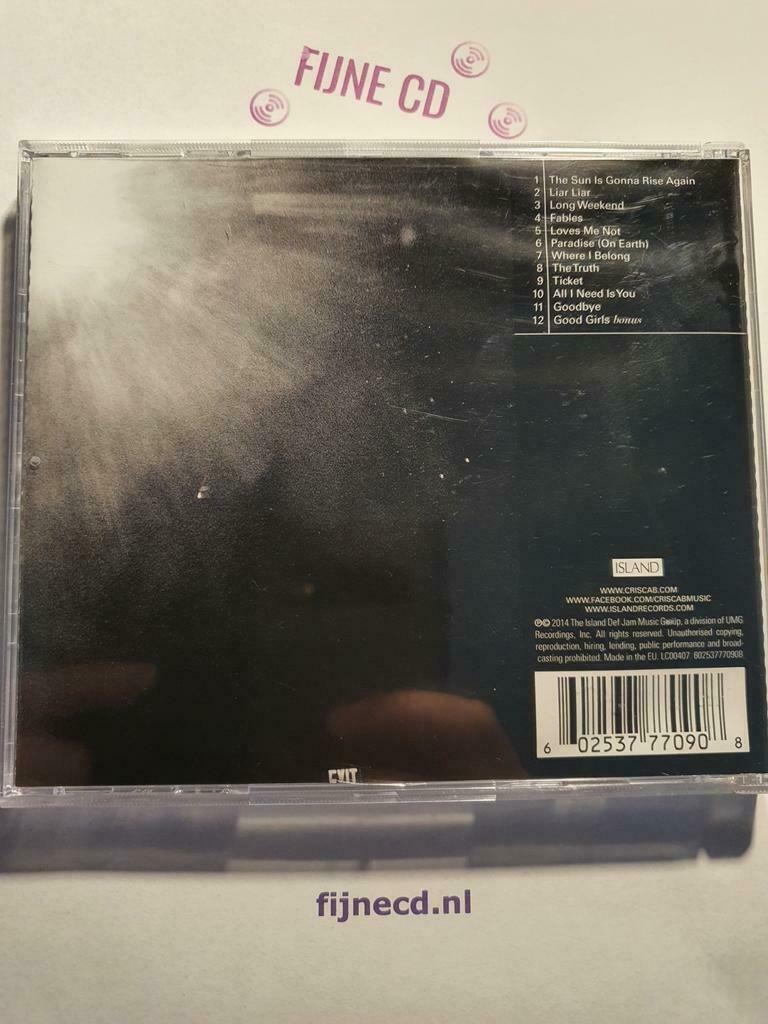 FIJNE CD
1 The Sun Is Gonna Rise Again
2 Liar Liar
3 Long Weekend
4 Fables
5 Loves Me Not
6 Paradise (On Earth)
7 Where I Belong
8 The Truth
9 Ticket
10 All I Need Is You
11 Goodbye
12 Good Girls bonus
ISLAND
WWW.CRISCAB.COM
WWW.FACEBOOK.COM/CRISCABMUSIC
WWW.ISLANDRECORDS.COM
℗© 2014 The Island Def Jam Music Group, a division of UMG
Recordings, Inc. All rights reserved. Unauthorised copying,
reproduction, hiring, lending, public performance and broad-
casting prohibited. Made in the EU. LC00407 602537770908
6 02537 77090 8
EXIT
fijnecd.nl